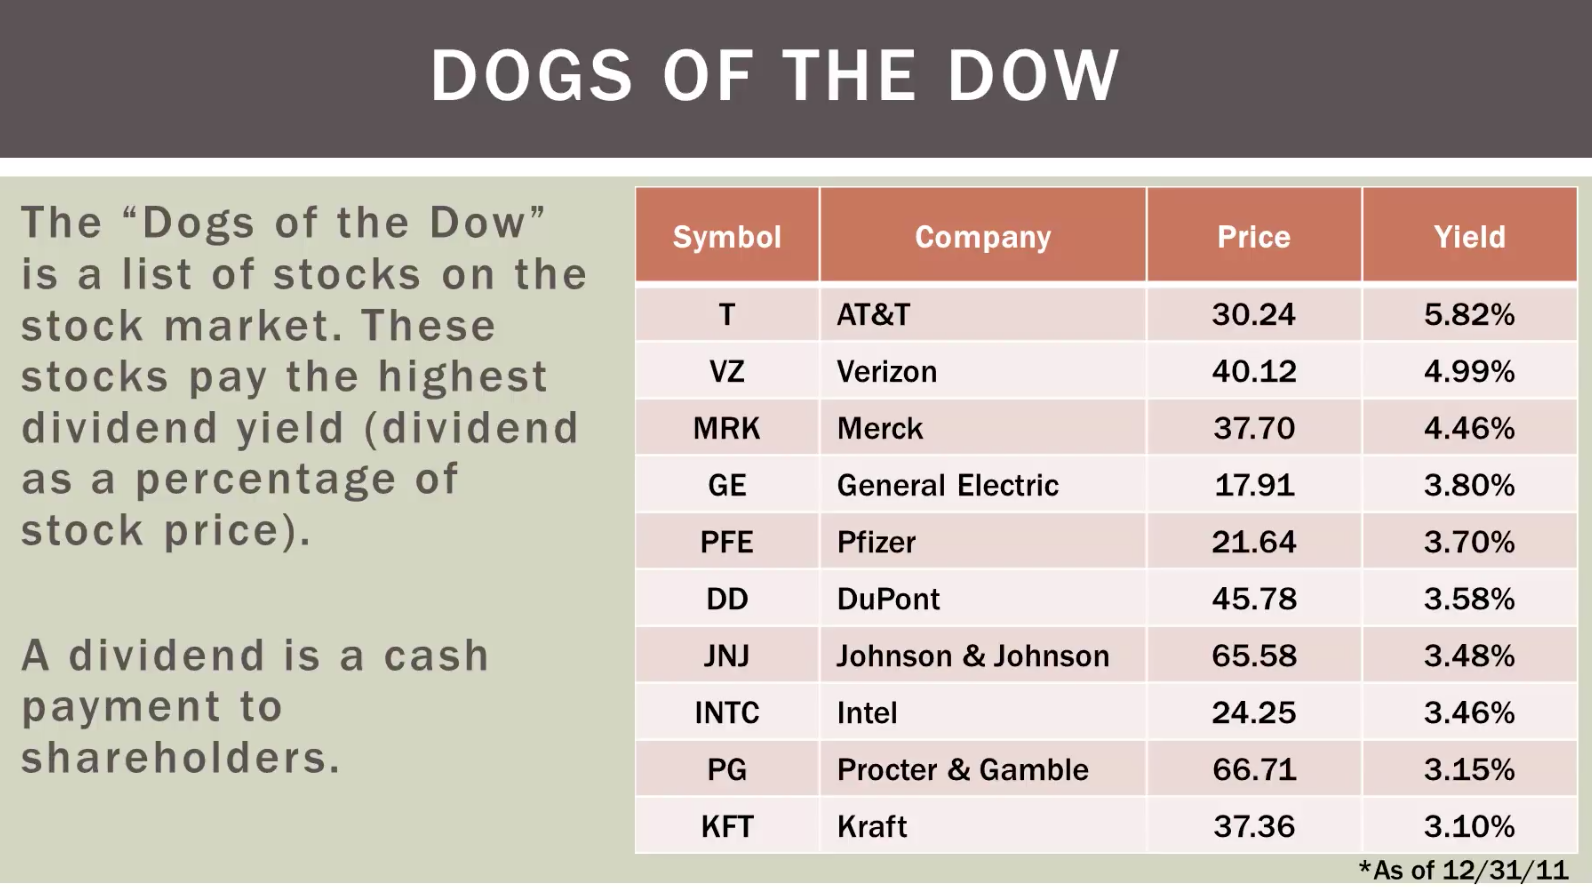 DOGS OF THE DOW
The “Dogs of the Dow”
is a list of stocks on the
stock market. These
stocks pay the highest
dividend yield (dividend
as a percentage of
stock price).
A dividend is a cash
payment to
shareholders.
Symbol Company Price Yield
T AT&T 30.24 5.82%
VZ Verizon 40.12 4.99%
MRK Merck 37.70 4.46%
GE General Electric 17.91 3.80%
PFE Pfizer 21.64 3.70%
DD DuPont 45.78 3.58%
JNJ Johnson & Johnson 65.58 3.48%
INTC Intel 24.25 3.46%
PG Procter & Gamble 66.71 3.15%
KFT Kraft 37.36 3.10%
*As of 12/31/11